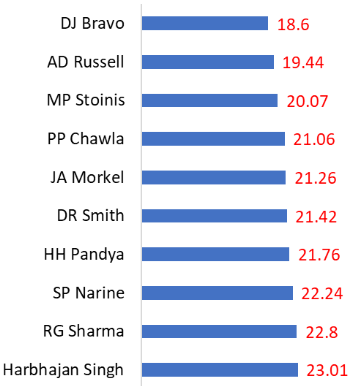 DJ Bravo 18.6
AD Russell 19.44
MP Stoinis 20.07
PP Chawla 21.06
JA Morkel 21.26
DR Smith 21.42
HH Pandya 21.76
SP Narine 22.24
RG Sharma 22.8
Harbhajan Singh 23.01